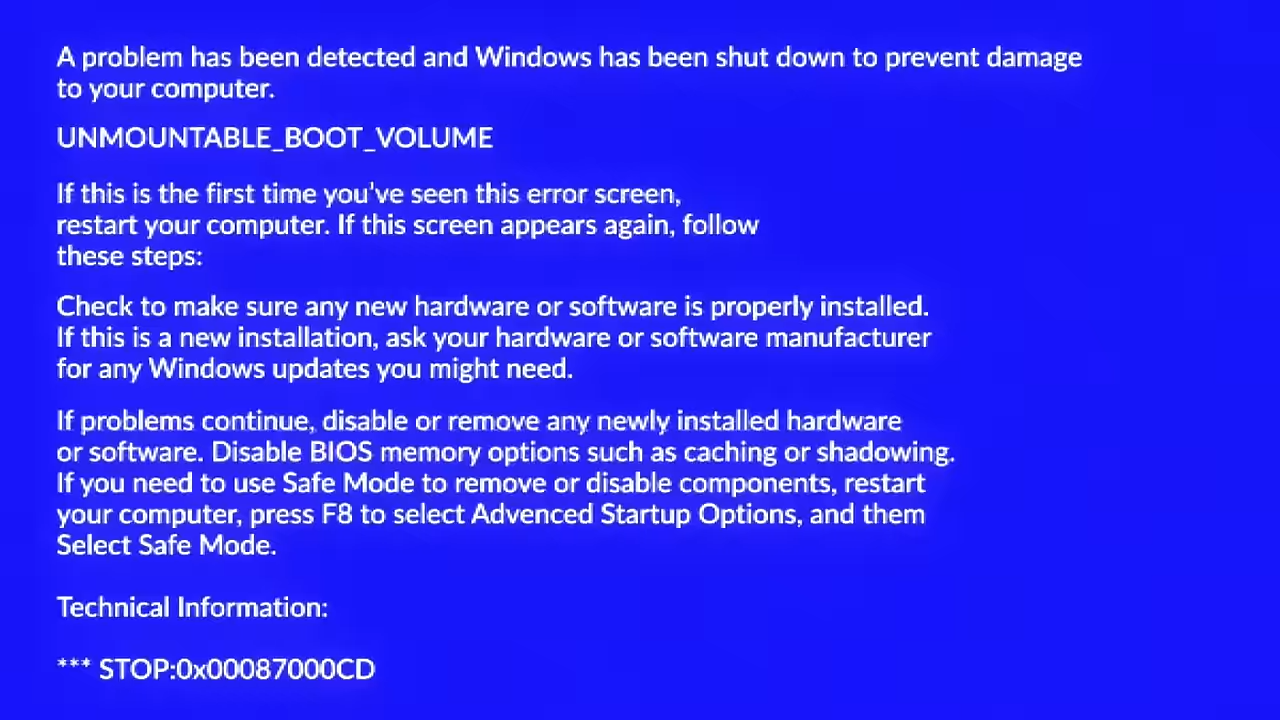 A problem has been detected and Windows has been shut down to prevent damage
to your computer.
UNMOUNTABLE_BOOT_VOLUME
If this is the first time you've seen this error screen,
restart your computer. If this screen appears again, follow
these steps:
Check to make sure any new hardware or software is properly installed.
If this is a new installation, ask your hardware or software manufacturer
for any Windows updates you might need.
If problems continue, disable or remove any newly installed hardware
or software. Disable BIOS memory options such as caching or shadowing.
If you need to use Safe Mode to remove or disable components, restart
your computer, press F8 to select Advenced Startup Options, and them
Select Safe Mode.
Technical Information:
*** STOP:0x00087000CD